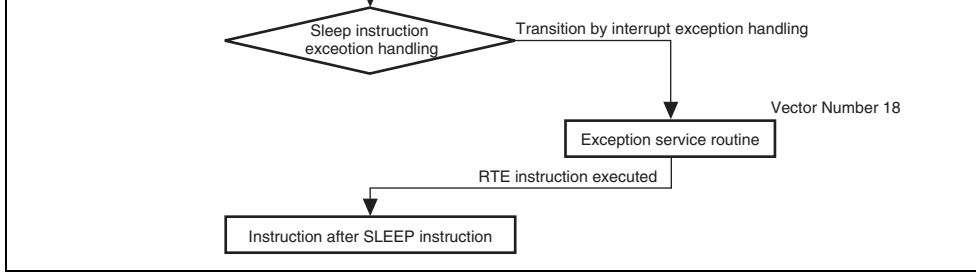 Sleep instruction
exceotion handling
Transition by interrupt exception handling
Vector Number 18
Exception service routine
RTE instruction executed
Instruction after SLEEP instruction